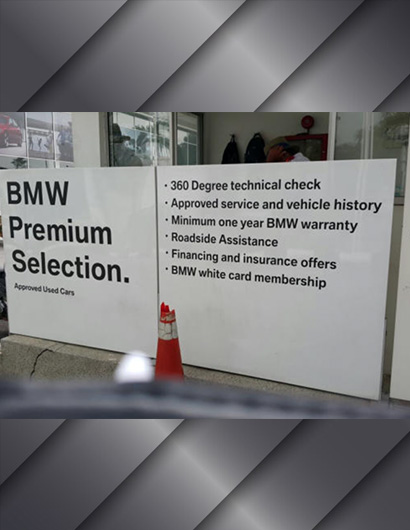 BMW
Premium
Selection.
Approved Used Cars
· 360 Degree technical check
· Approved service and vehicle history
· Minimum one year BMW warranty
· Roadside Assistance
· Financing and insurance offers
· BMW white card membership